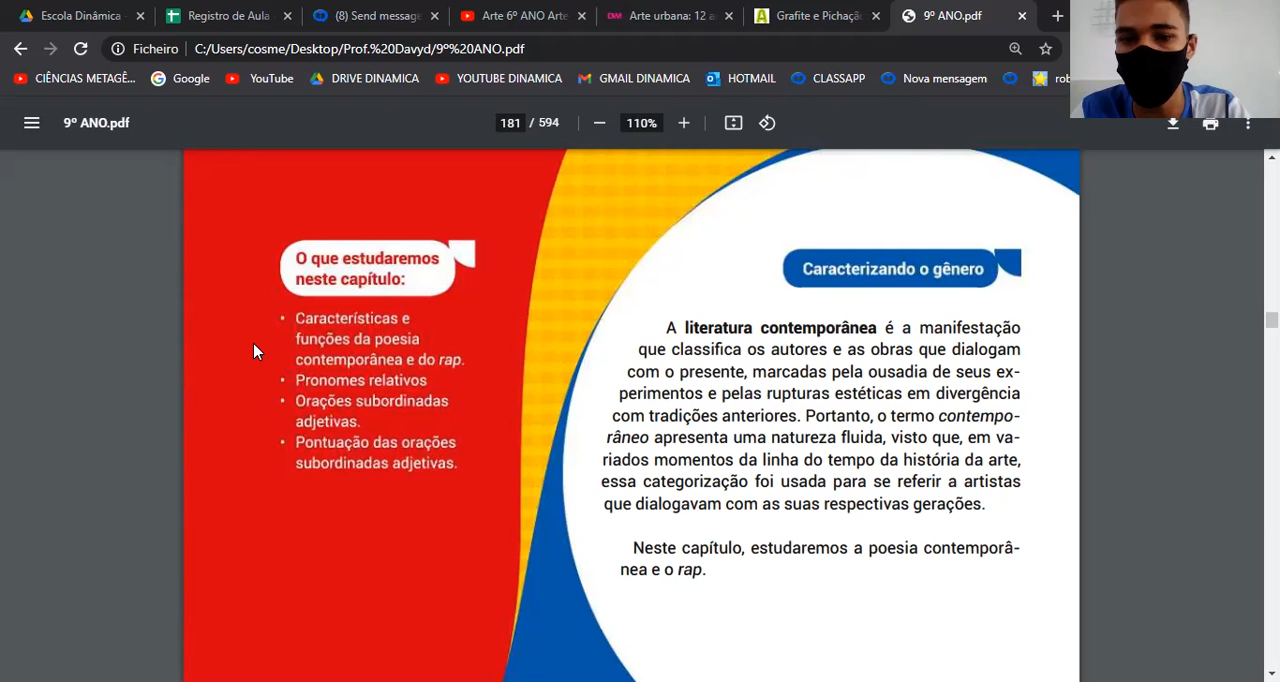 Escola Dinâmica -
Registro de Aula
(8) Send message
Arte 6º ANO Arte
Arte urbana: 12 a
Grafite e Pichação
9º ANO.pdf
Ficheiro
C:/Users/cosme/Desktop/Prof.%20Davyd/9º%20ANO.pdf
CIÊNCIAS METAGÊ...
Google
YouTube
DRIVE DINAMICA
YOUTUBE DINAMICA
GMAIL DINAMICA
HOTMAIL
CLASSAPP
Nova mensagem
rob
9º ANO.pdf
181 / 594
110%
O que estudaremos
neste capítulo:
• Características e
funções da poesia
contemporânea e do rap.
• Pronomes relativos
• Orações subordinadas
adjetivas.
• Pontuação das orações
subordinadas adjetivas.
Caracterizando o gênero
A literatura contemporânea é a manifestação
que classifica os autores e as obras que dialogam
com o presente, marcadas pela ousadia de seus ex-
perimentos e pelas rupturas estéticas em divergência
com tradições anteriores. Portanto, o termo contempo-
râneo apresenta uma natureza fluida, visto que, em va-
riados momentos da linha do tempo da história da arte,
essa categorização foi usada para se referir a artistas
que dialogavam com as suas respectivas gerações.
Neste capítulo, estudaremos a poesia contemporâ-
nea e o rap.